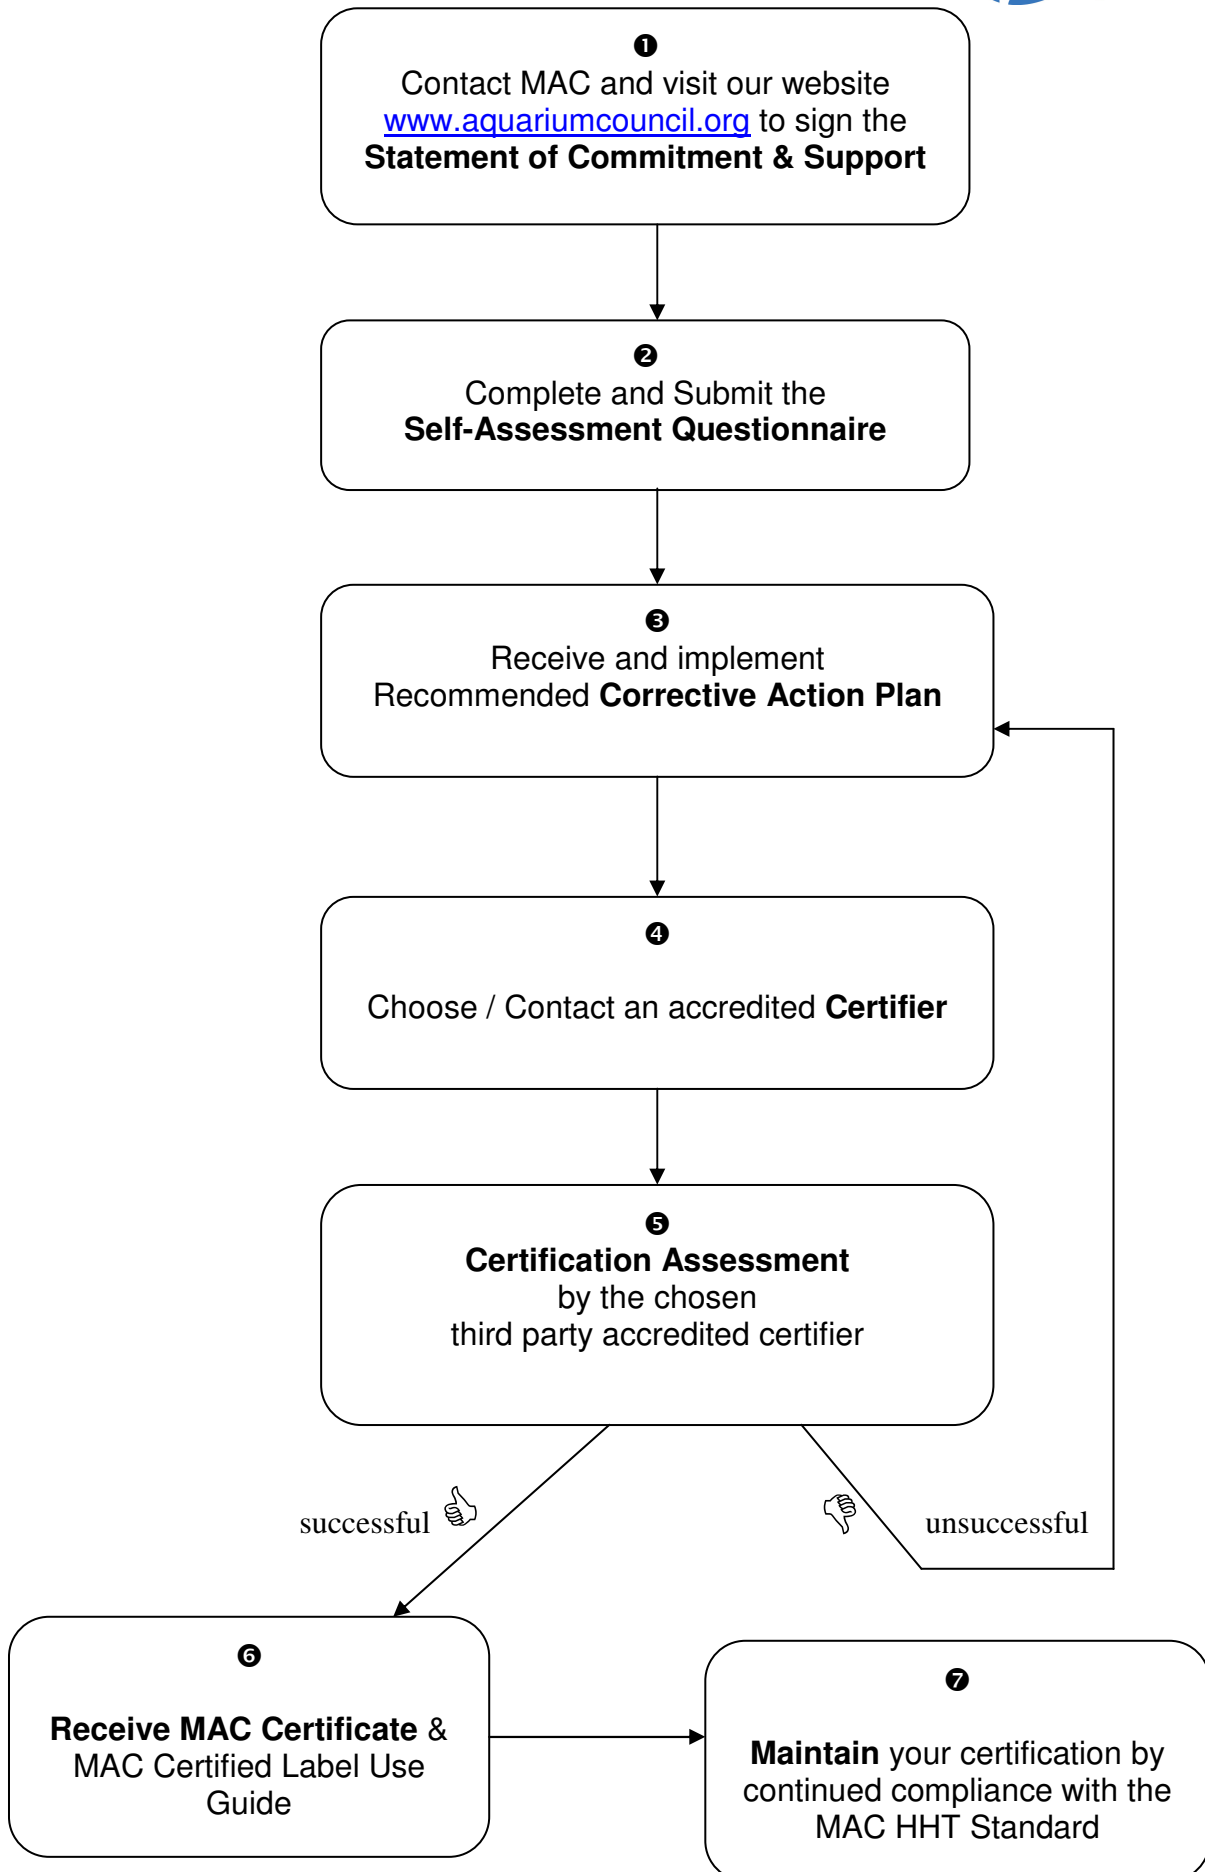 ❶
Contact MAC and visit our website
www.aquariumcouncil.org to sign the
Statement of Commitment & Support
❷
Complete and Submit the
Self-Assessment Questionnaire
❸
Receive and implement
Recommended Corrective Action Plan
❹
Choose / Contact an accredited Certifier
❺
Certification Assessment
by the chosen
third party accredited certifier
successful
unsuccessful
❻
Receive MAC Certificate &
MAC Certified Label Use
Guide
❼
Maintain your certification by
continued compliance with the
MAC HHT Standard